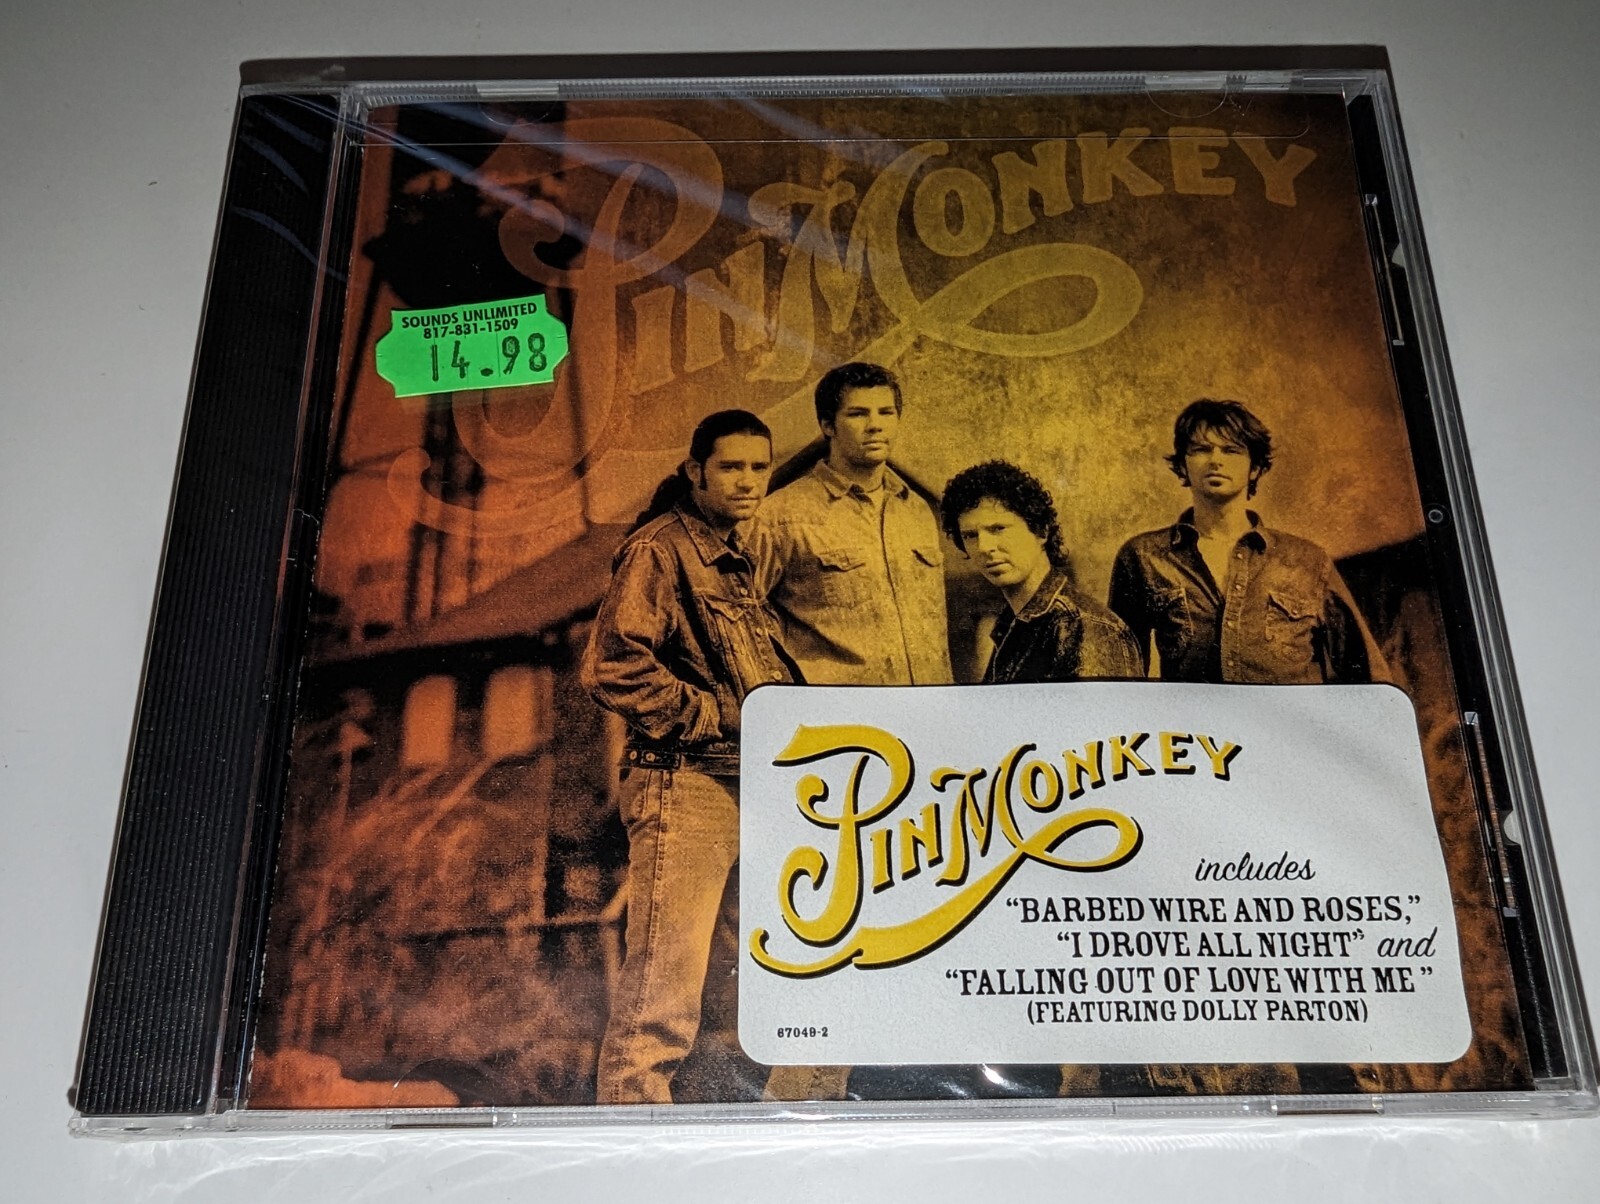 PINMONKEY
SOUNDS UNLIMITED
817-831-1509
14.98
PINMONKEY
includes
"BARBED WIRE AND ROSES,"
"I DROVE ALL NIGHT" and
"FALLING OUT OF LOVE WITH ME"
(FEATURING DOLLY PARTON)
67049-2